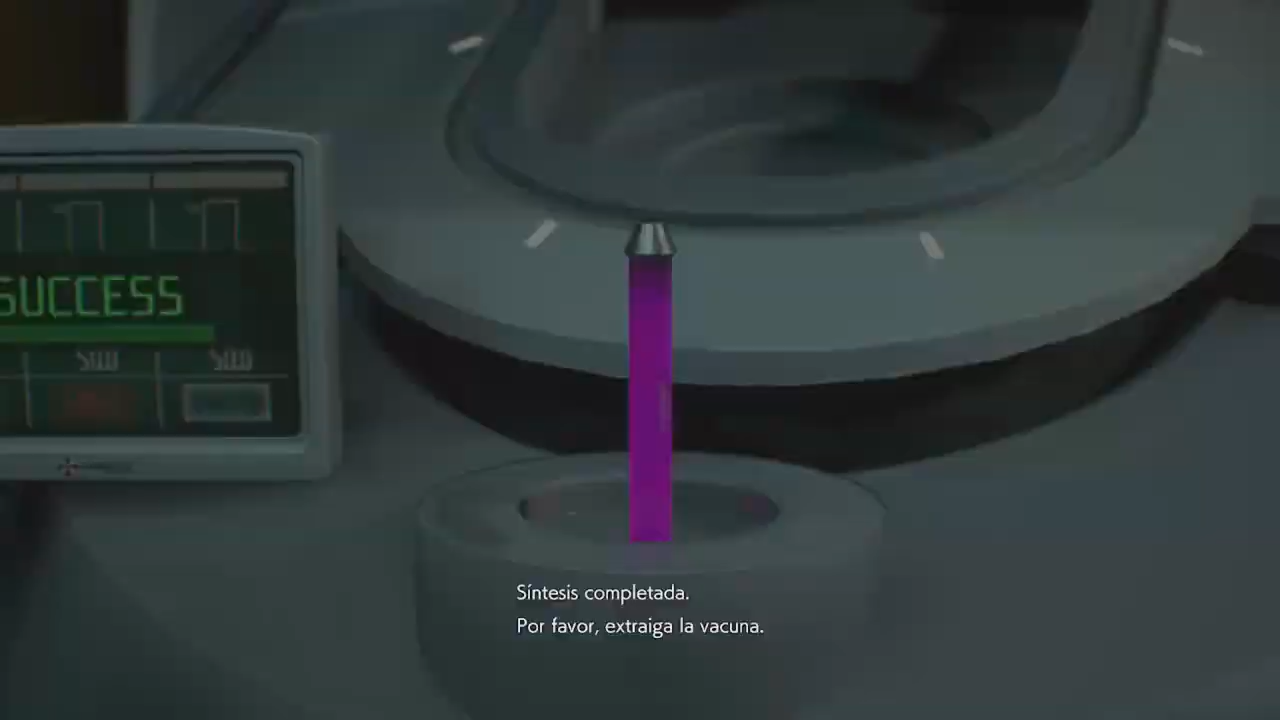 SUCCESS
Síntesis completada.
Por favor, extraiga la vacuna.